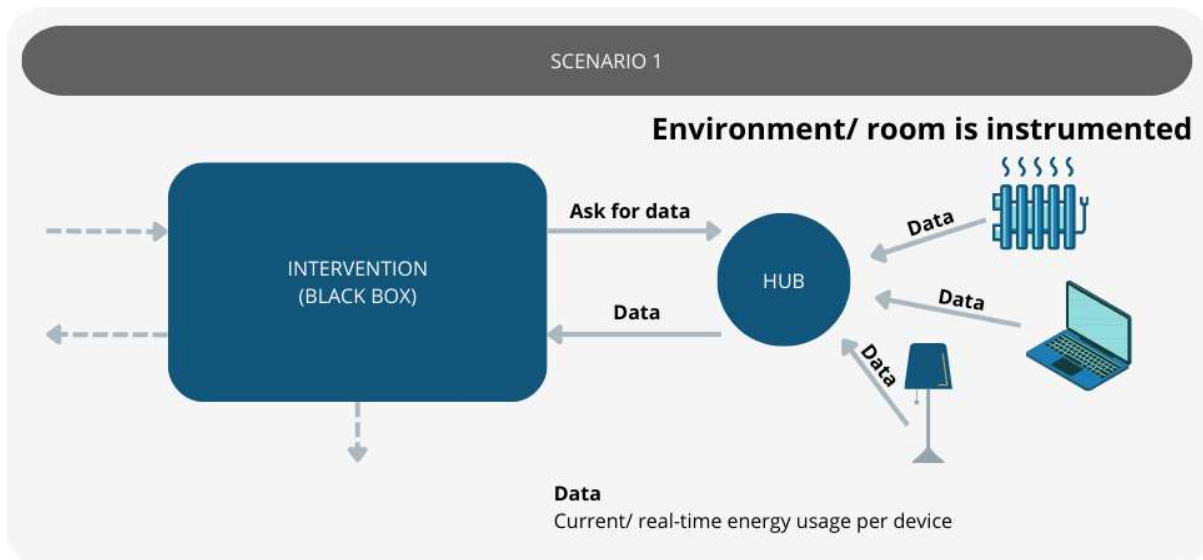 SCENARIO 1
Environment/ room is instrumented
Ask for data
Data
INTERVENTION
(BLACK BOX)
HUB
Data
Data
Data
Data
Current/ real-time energy usage per device